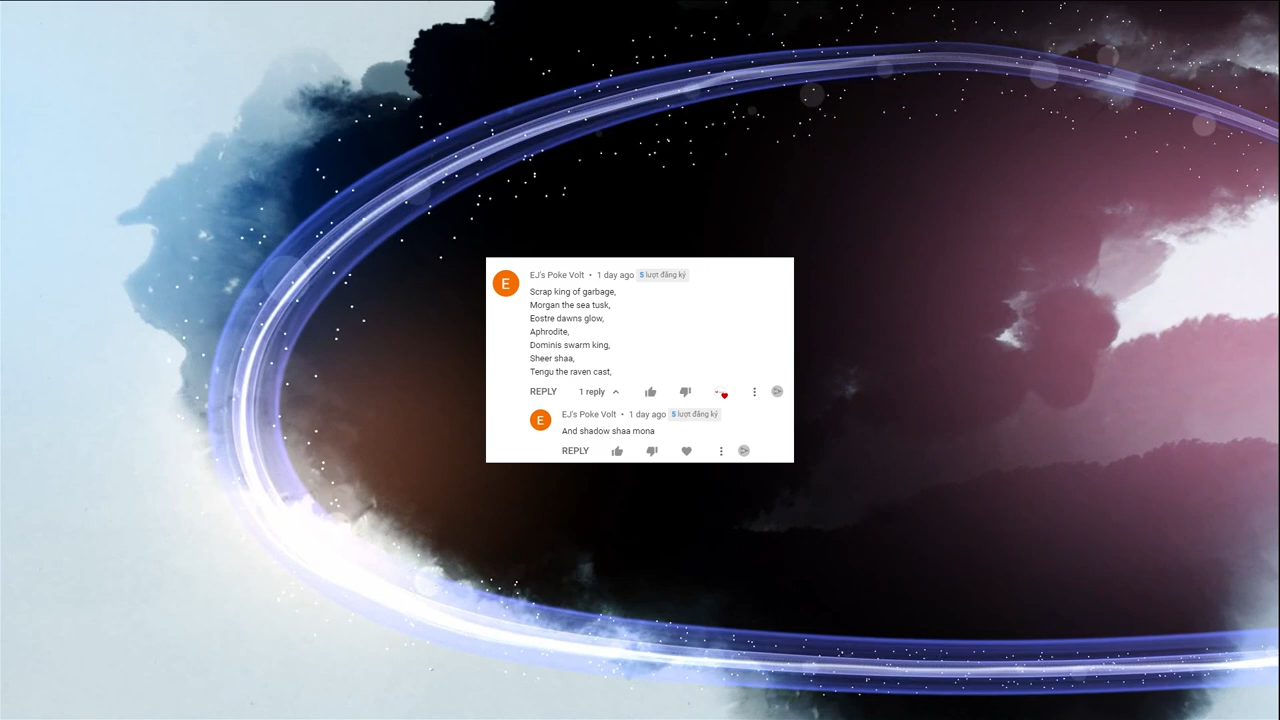 E
EJ's Poke Volt • 1 day ago 5 lượt đăng ký
Scrap king of garbage,
Morgan the sea tusk,
Eostre dawns glow,
Aphrodite,
Dominis swarm king,
Sheer shaa,
Tengu the raven cast,
REPLY 1 reply
E
EJ's Poke Volt • 1 day ago 5 lượt đăng ký
And shadow shaa mona
REPLY